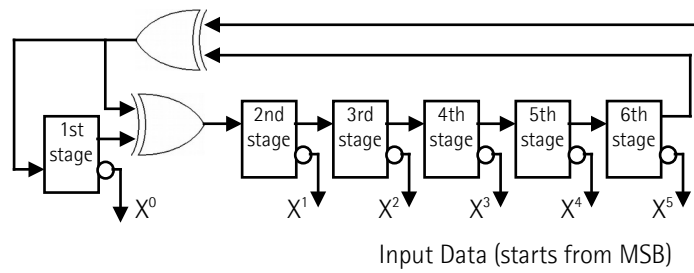 1st stage
2nd stage
3rd stage
4th stage
5th stage
6th stage
X⁰
X¹
X²
X³
X⁴
X⁵
Input Data (starts from MSB)